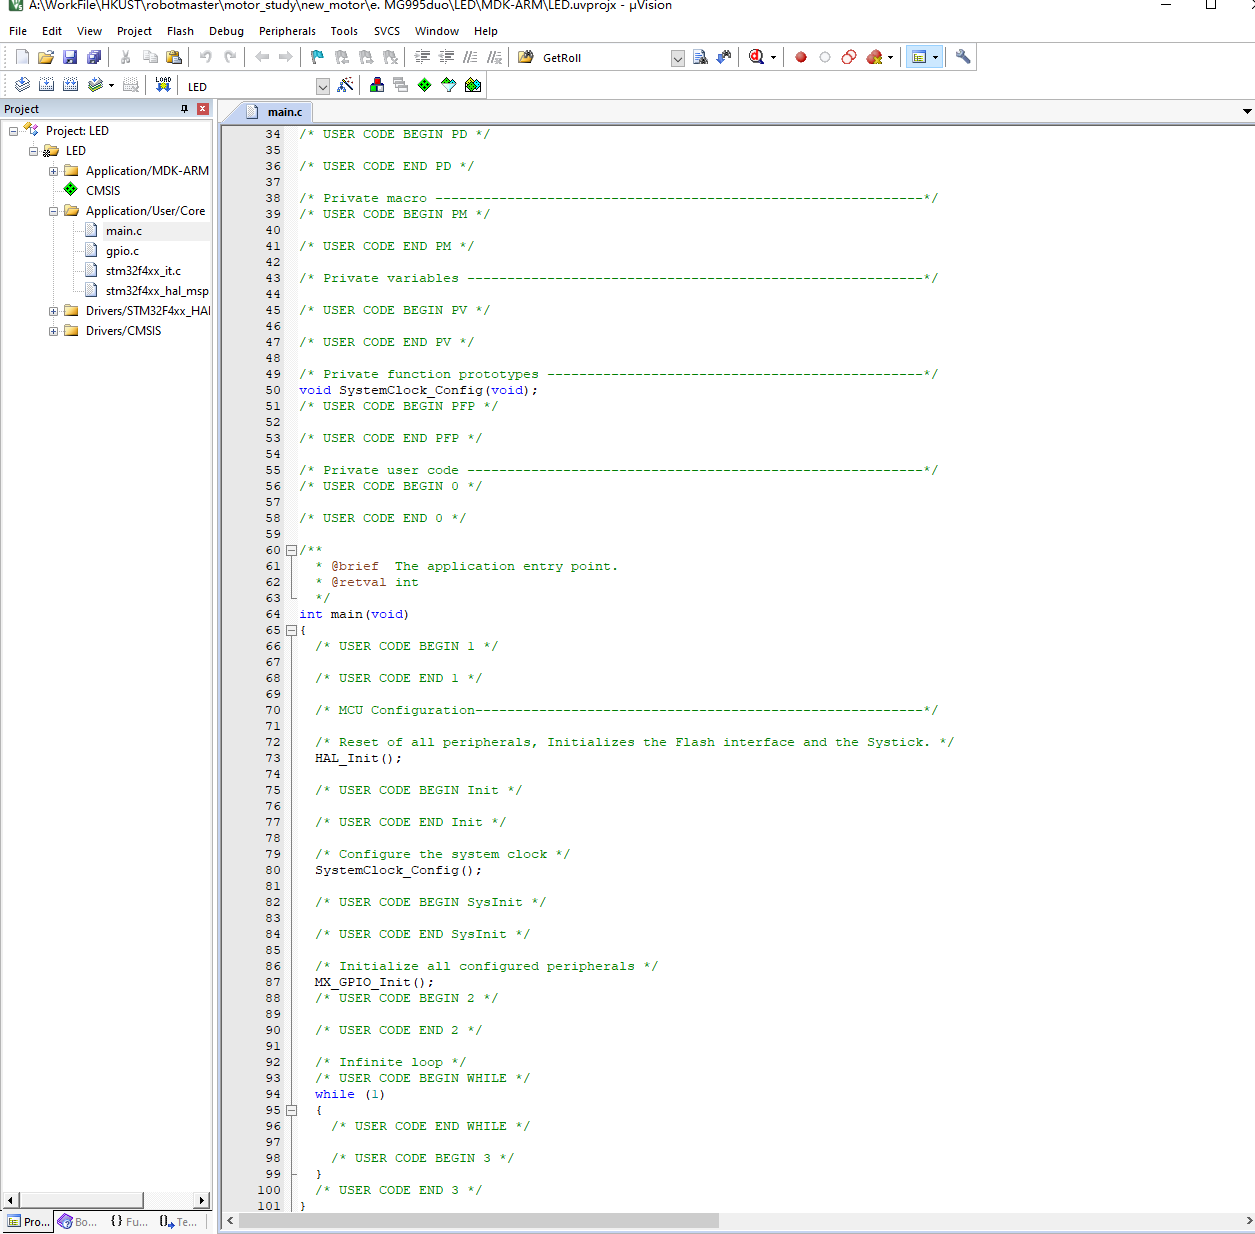 A:\WorkFile\HKUST\robotmaster\motor_study\new_motor\e. MG995duo\LED\MDK-ARM\LED.uvprojx - µVision
File Edit View Project Flash Debug Peripherals Tools SVCS Window Help
GetRoll
LOAD LED
Project
main.c
Project: LED
LED
Application/MDK-ARM
CMSIS
Application/User/Core
main.c
gpio.c
stm32f4xx_it.c
stm32f4xx_hal_msp
Drivers/STM32F4xx_HAL
Drivers/CMSIS
34 /* USER CODE BEGIN PD */
35
36 /* USER CODE END PD */
37
38 /* Private macro -------------------------------------------------------------*/
39 /* USER CODE BEGIN PM */
40
41 /* USER CODE END PM */
42
43 /* Private variables ---------------------------------------------------------*/
44
45 /* USER CODE BEGIN PV */
46
47 /* USER CODE END PV */
48
49 /* Private function prototypes -----------------------------------------------*/
50 void SystemClock_Config(void);
51 /* USER CODE BEGIN PFP */
52
53 /* USER CODE END PFP */
54
55 /* Private user code ---------------------------------------------------------*/
56 /* USER CODE BEGIN 0 */
57
58 /* USER CODE END 0 */
59
60 /**
61 * @brief  The application entry point.
62 * @retval int
63 */
64 int main(void)
65 {
66 /* USER CODE BEGIN 1 */
67
68 /* USER CODE END 1 */
69
70 /* MCU Configuration--------------------------------------------------------*/
71
72 /* Reset of all peripherals, Initializes the Flash interface and the Systick. */
73 HAL_Init();
74
75 /* USER CODE BEGIN Init */
76
77 /* USER CODE END Init */
78
79 /* Configure the system clock */
80 SystemClock_Config();
81
82 /* USER CODE BEGIN SysInit */
83
84 /* USER CODE END SysInit */
85
86 /* Initialize all configured peripherals */
87 MX_GPIO_Init();
88 /* USER CODE BEGIN 2 */
89
90 /* USER CODE END 2 */
91
92 /* Infinite loop */
93 /* USER CODE BEGIN WHILE */
94 while (1)
95 {
96 /* USER CODE END WHILE */
97
98 /* USER CODE BEGIN 3 */
99 }
100 /* USER CODE END 3 */
101 }
Pro... Bo... {} Fu... Te...